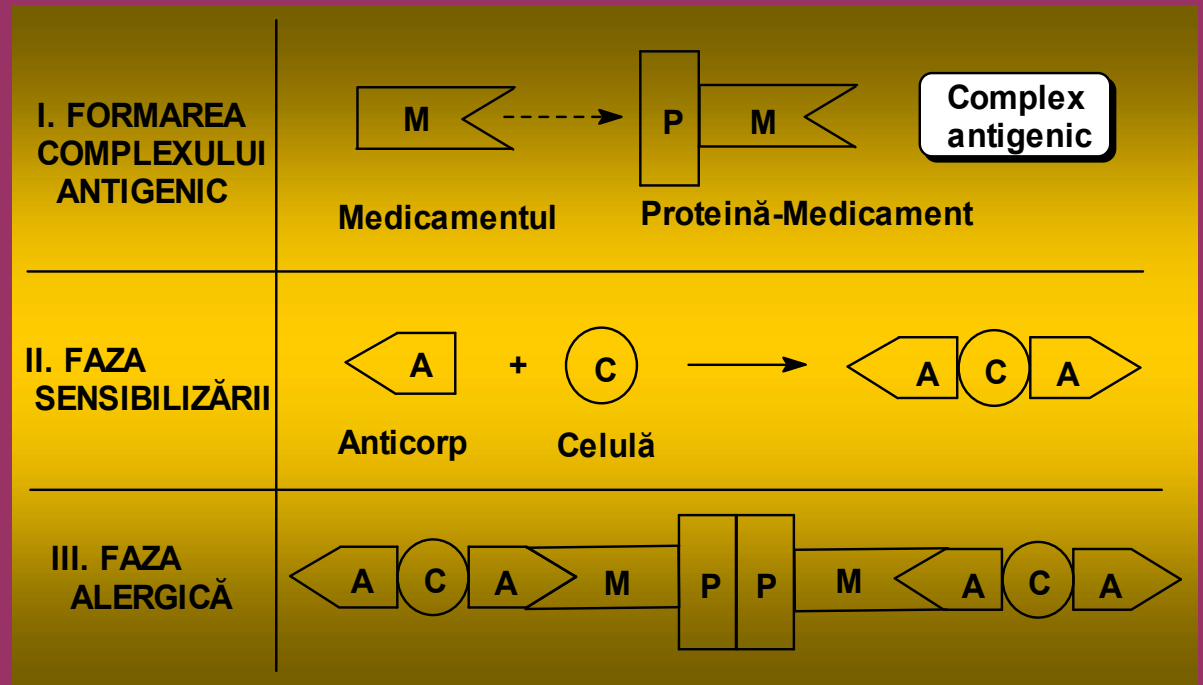 I. FORMAREA
COMPLEXULUI
ANTIGENIC
M
P M
Complex
antigenic
Medicamentul
Proteină-Medicament
II. FAZA
SENSIBILIZĂRII
A + C A C A
Anticorp
Celulă
III. FAZA
ALERGICĂ
A C A M P P M A C A